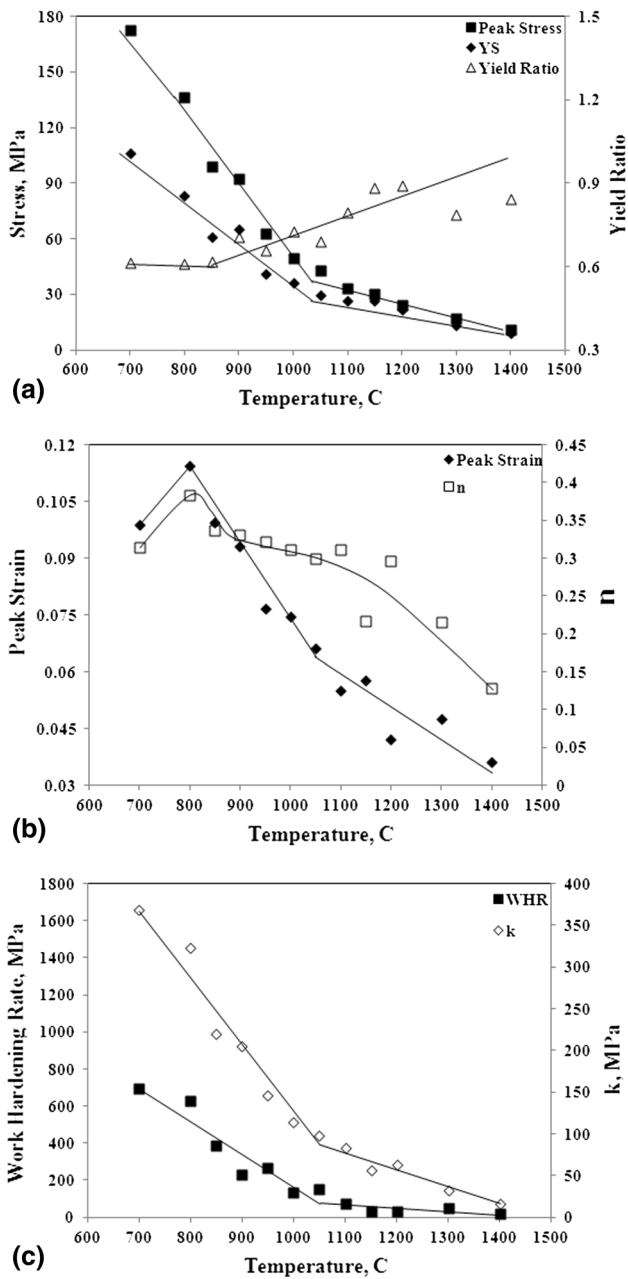 180
150
120
90
60
30
0
Stress, MPa
Peak Stress
YS
Yield Ratio
1.5
1.2
0.9
0.6
0.3
Yield Ratio
600 700 800 900 1000 1100 1200 1300 1400 1500
Temperature, C
(a)
0.12
0.105
0.09
0.075
0.06
0.045
0.03
Peak Strain
Peak Strain
n
0.45
0.4
0.35
0.3
0.25
0.2
0.15
0.1
0.05
0
n
600 700 800 900 1000 1100 1200 1300 1400 1500
Temperature, C
(b)
1800
1600
1400
1200
1000
800
600
400
200
0
Work Hardening Rate, MPa
WHR
k
400
350
300
250
200
150
100
50
0
k, MPa
600 700 800 900 1000 1100 1200 1300 1400 1500
Temperature, C
(c)